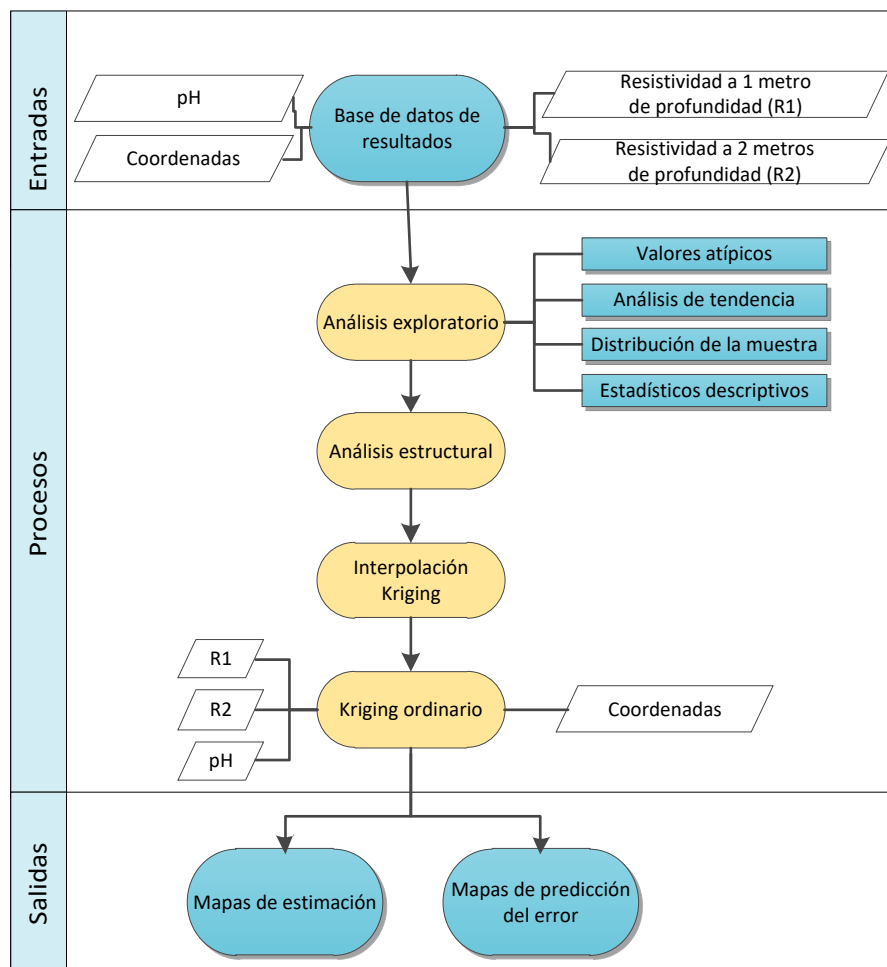 Entradas
pH
Coordenadas
Base de datos de
resultados
Resistividad a 1 metro
de profundidad (R1)
Resistividad a 2 metros
de profundidad (R2)
Procesos
Análisis exploratorio
Valores atípicos
Análisis de tendencia
Distribución de la muestra
Estadísticos descriptivos
Análisis estructural
Interpolación
Kriging
R1
R2
pH
Kriging ordinario
Coordenadas
Salidas
Mapas de estimación
Mapas de predicción
del error